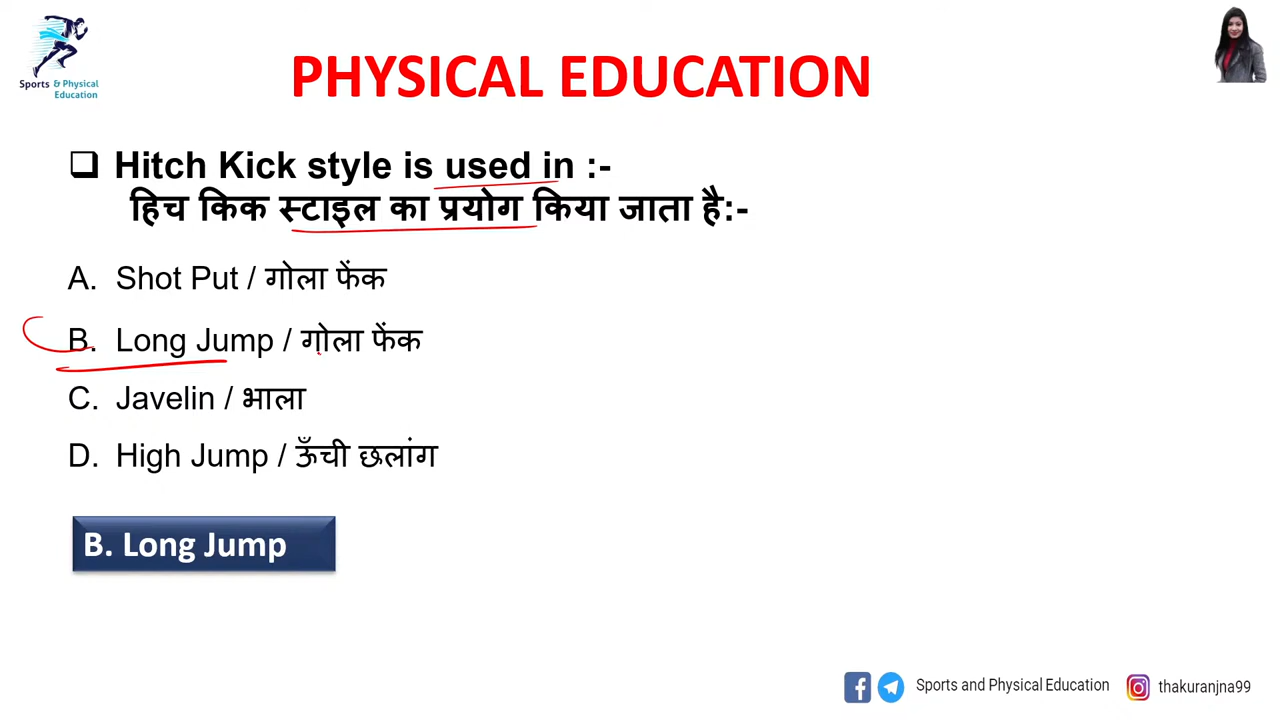 Sports & Physical
Education
PHYSICAL EDUCATION
Hitch Kick style is used in :-
हिच किक स्टाइल का प्रयोग किया जाता है:-
A. Shot Put / गोला फेंक
B. Long Jump / गोला फेंक
C. Javelin / भाला
D. High Jump / ऊँची छलांग
B. Long Jump
Sports and Physical Education thakuranjna99